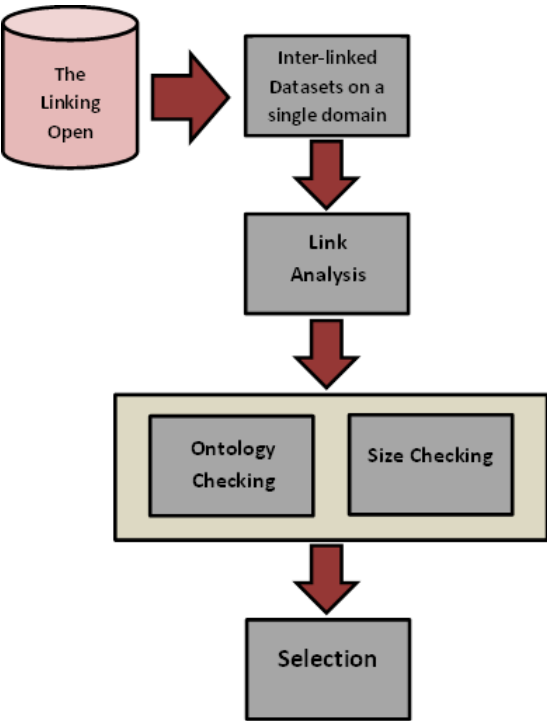 The
Linking
Open
Inter-linked
Datasets on a
single domain
Link
Analysis
Ontology
Checking
Size Checking
Selection